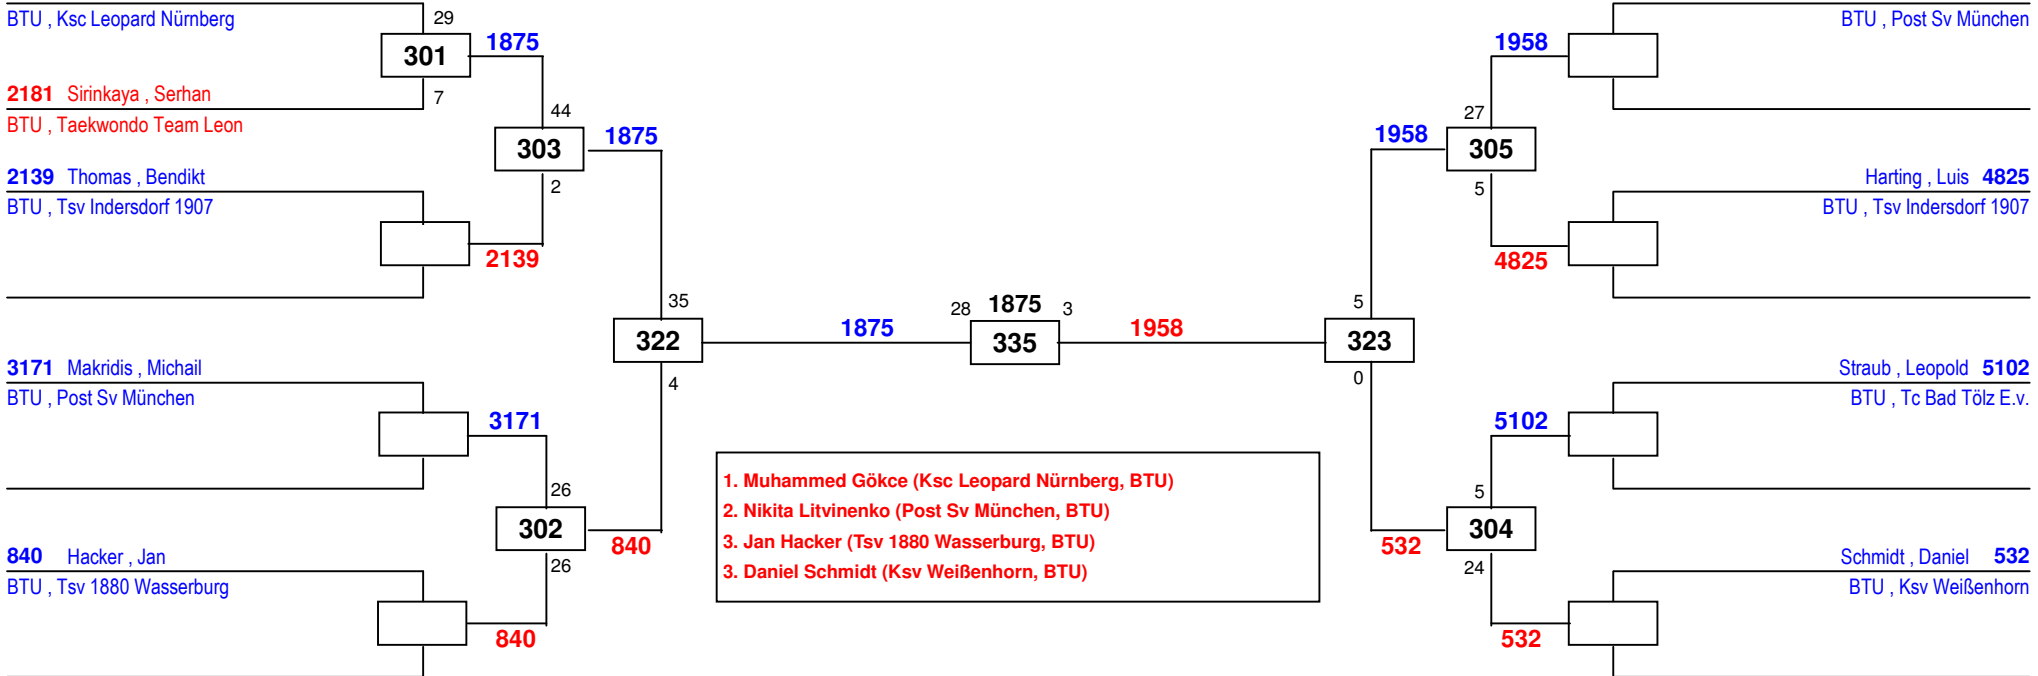 BTU , Ksc Leopard Nürnberg
29
301
1875
2181 Sirinkaya , Serhan
7
BTU , Taekwondo Team Leon
44
303
1875
2
2139 Thomas , Bendikt
BTU , Tsv Indersdorf 1907
2139
35
322
4
1875
3171 Makridis , Michail
BTU , Post Sv München
3171
26
302
26
840
840 Hacker , Jan
BTU , Tsv 1880 Wasserburg
840
28 1875 3
335
1958
1. Muhammed Gökce (Ksc Leopard Nürnberg, BTU)
2. Nikita Litvinenko (Post Sv München, BTU)
3. Jan Hacker (Tsv 1880 Wasserburg, BTU)
3. Daniel Schmidt (Ksv Weißenhorn, BTU)
BTU , Post Sv München
1958
27
1958
305
5
Harting , Luis 4825
BTU , Tsv Indersdorf 1907
4825
5
323
0
Straub , Leopold 5102
BTU , Tc Bad Tölz E.v.
5102
5
304
532
24
Schmidt , Daniel 532
BTU , Ksv Weißenhorn
532